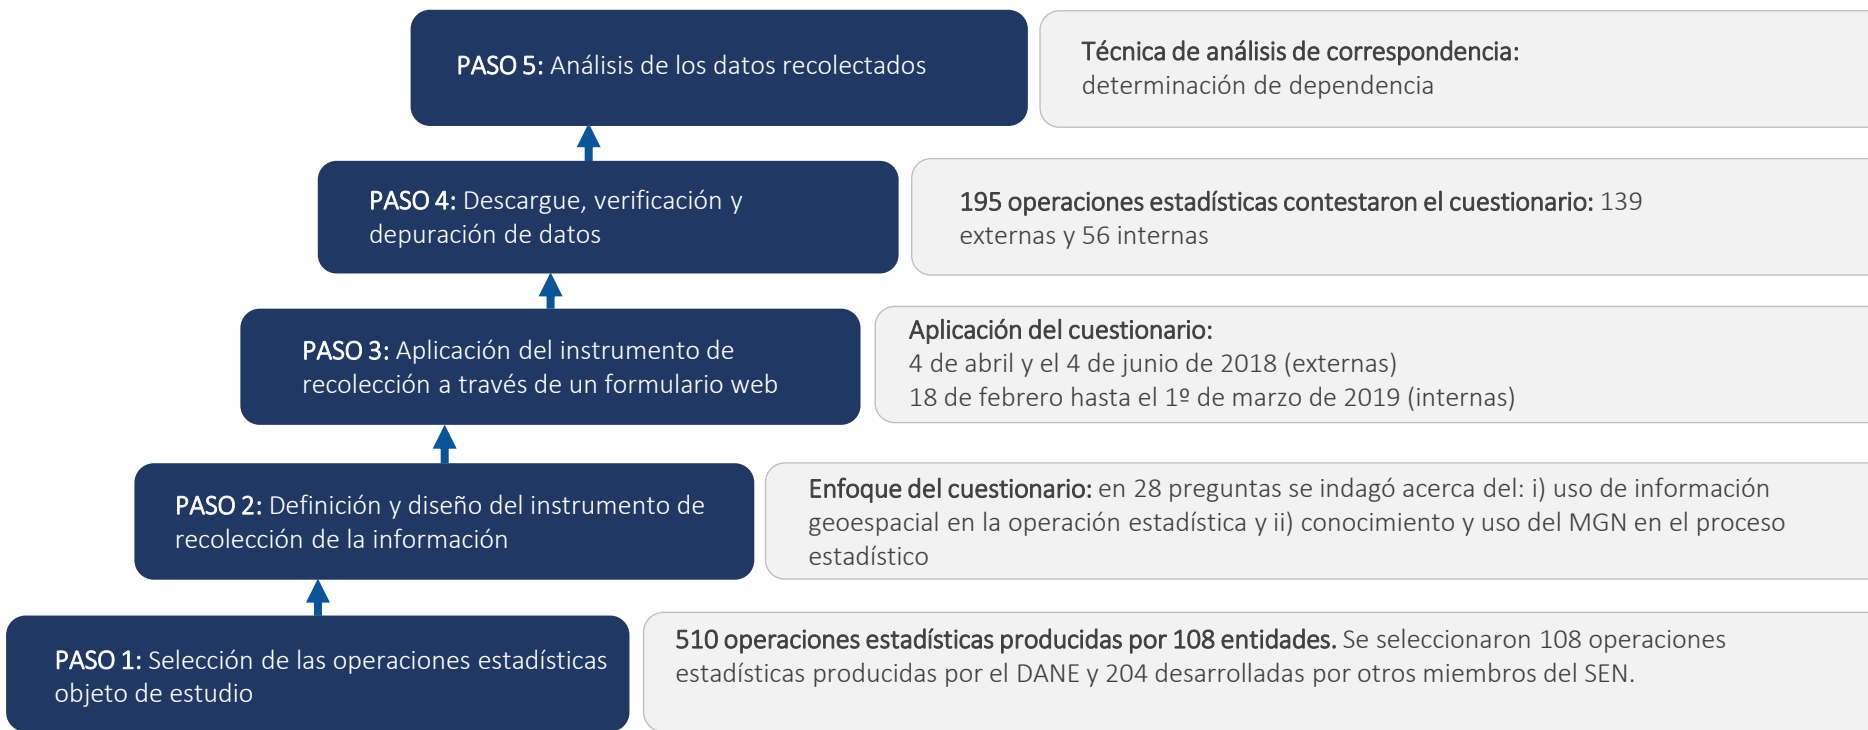 PASO 5: Análisis de los datos recolectados
Técnica de análisis de correspondencia:
determinación de dependencia
PASO 4: Descargue, verificación y
depuración de datos
195 operaciones estadísticas contestaron el cuestionario: 139
externas y 56 internas
PASO 3: Aplicación del instrumento de
recolección a través de un formulario web
Aplicación del cuestionario:
4 de abril y el 4 de junio de 2018 (externas)
18 de febrero hasta el 1º de marzo de 2019 (internas)
PASO 2: Definición y diseño del instrumento de
recolección de la información
Enfoque del cuestionario: en 28 preguntas se indagó acerca del: i) uso de información
geoespacial en la operación estadística y ii) conocimiento y uso del MGN en el proceso
estadístico
PASO 1: Selección de las operaciones estadísticas
objeto de estudio
510 operaciones estadísticas producidas por 108 entidades. Se seleccionaron 108 operaciones
estadísticas producidas por el DANE y 204 desarrolladas por otros miembros del SEN.